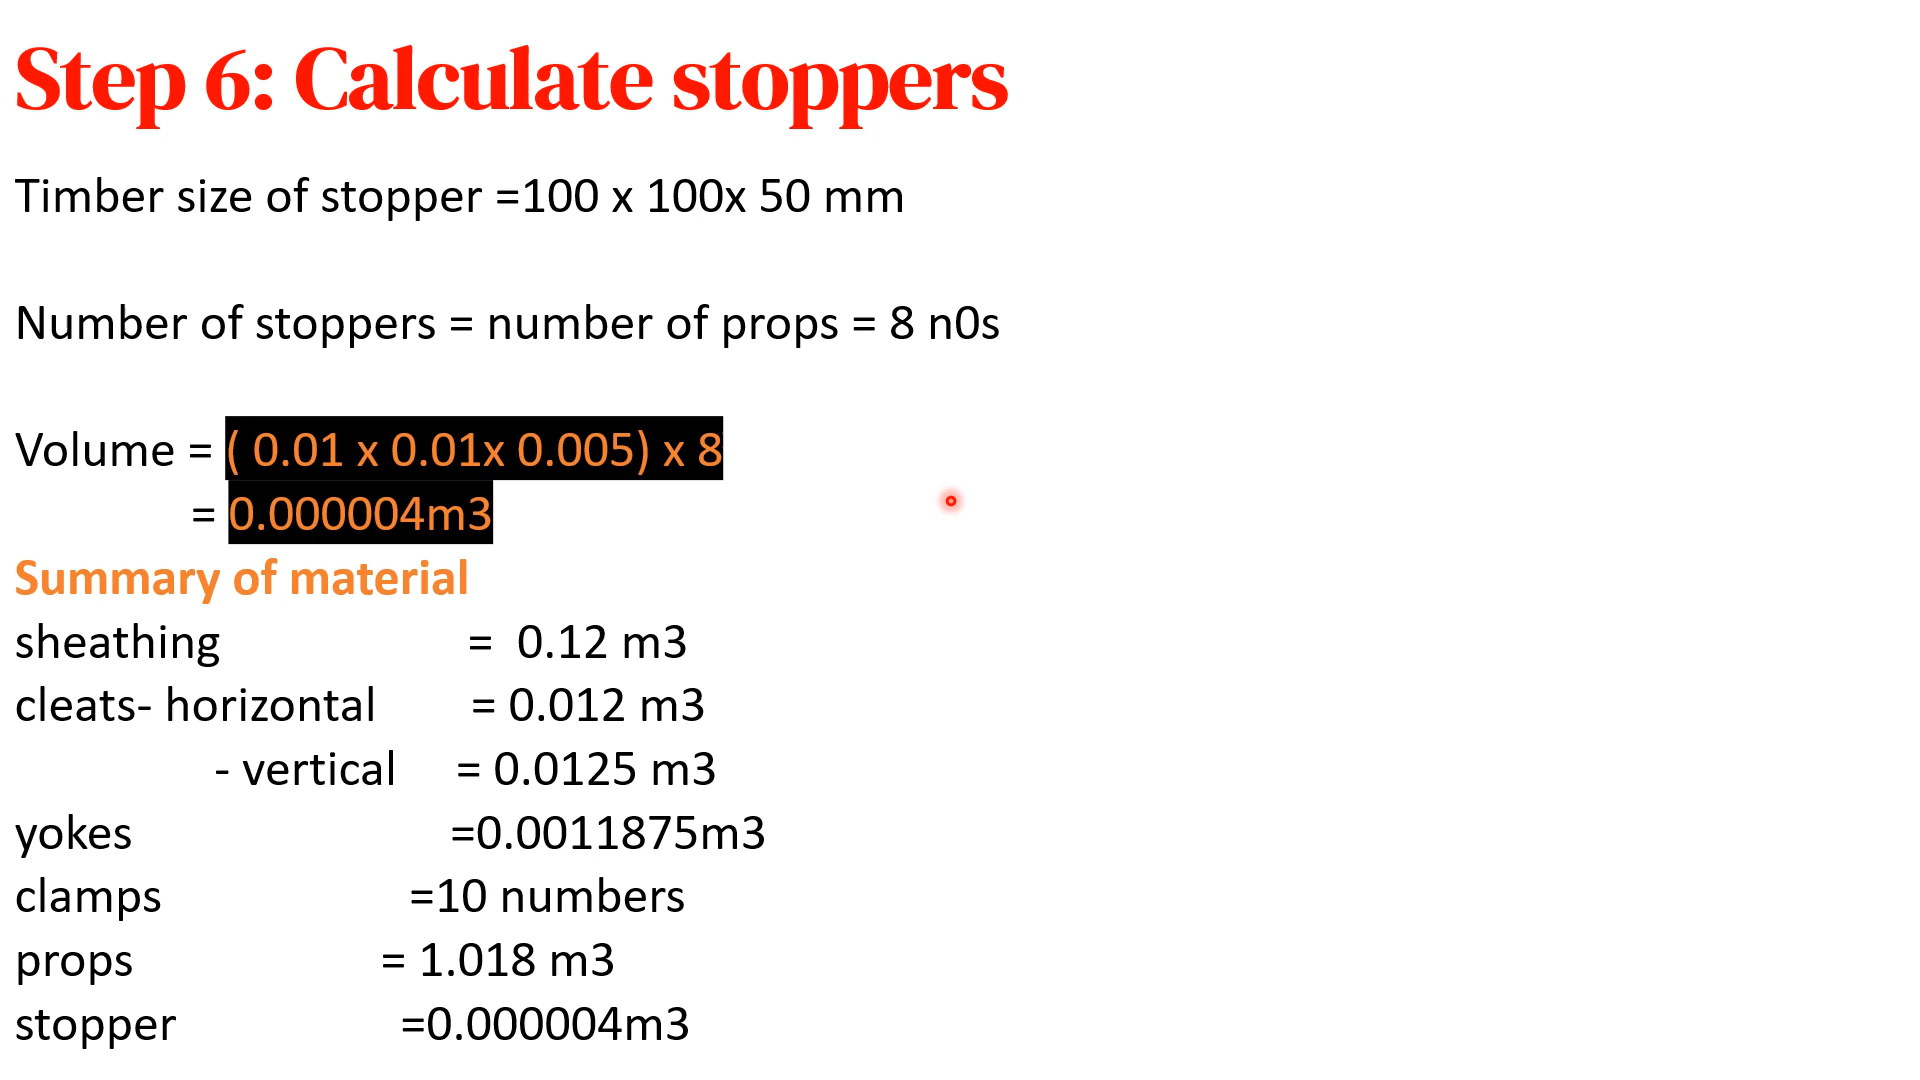 Step 6: Calculate stoppers
Timber size of stopper =100 x 100x 50 mm
Number of stoppers = number of props = 8 n0s
Volume = ( 0.01 x 0.01x 0.005) x 8
= 0.000004m3
Summary of material
sheathing = 0.12 m3
cleats- horizontal = 0.012 m3
- vertical = 0.0125 m3
yokes =0.0011875m3
clamps =10 numbers
props = 1.018 m3
stopper =0.000004m3